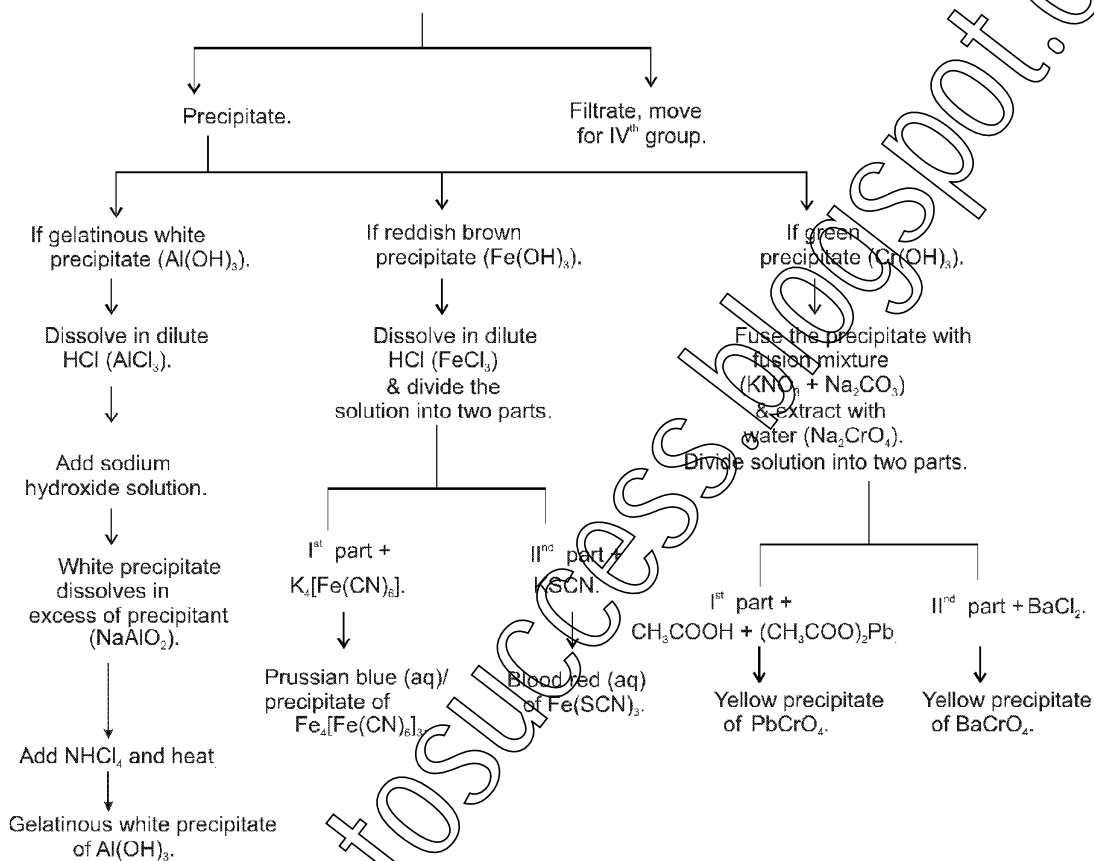 Precipitate.
Filtrate, move
for IVth group.
If gelatinous white
precipitate (Al(OH)₃).
If reddish brown
precipitate (Fe(OH)₃).
If green
precipitate (Cr(OH)₃).
Dissolve in dilute
HCl (AlCl₃).
Dissolve in dilute
HCl (FeCl₃)
& divide the
solution into two parts.
Fuse the precipitate with
fusion mixture
(KNO₃ + Na₂CO₃)
& extract with
water (Na₂CrO₄).
Divide solution into two parts.
Add sodium
hydroxide solution.
White precipitate
dissolves in
excess of precipitant
(NaAlO₂).
Ist part +
K₄[Fe(CN)₆].
IInd part +
KSCN.
Ist part +
CH₃COOH + (CH₃COO)₂Pb.
IInd part + BaCl₂.
Prussian blue (aq)/
precipitate of
Fe₄[Fe(CN)₆]₃.
Blood red (aq)
of Fe(SCN)₃.
Yellow precipitate
of PbCrO₄.
Yellow precipitate
of BaCrO₄.
Add NHCl₄ and heat
Gelatinous white precipitate
of Al(OH)₃.
tosuccess.blogspot.c